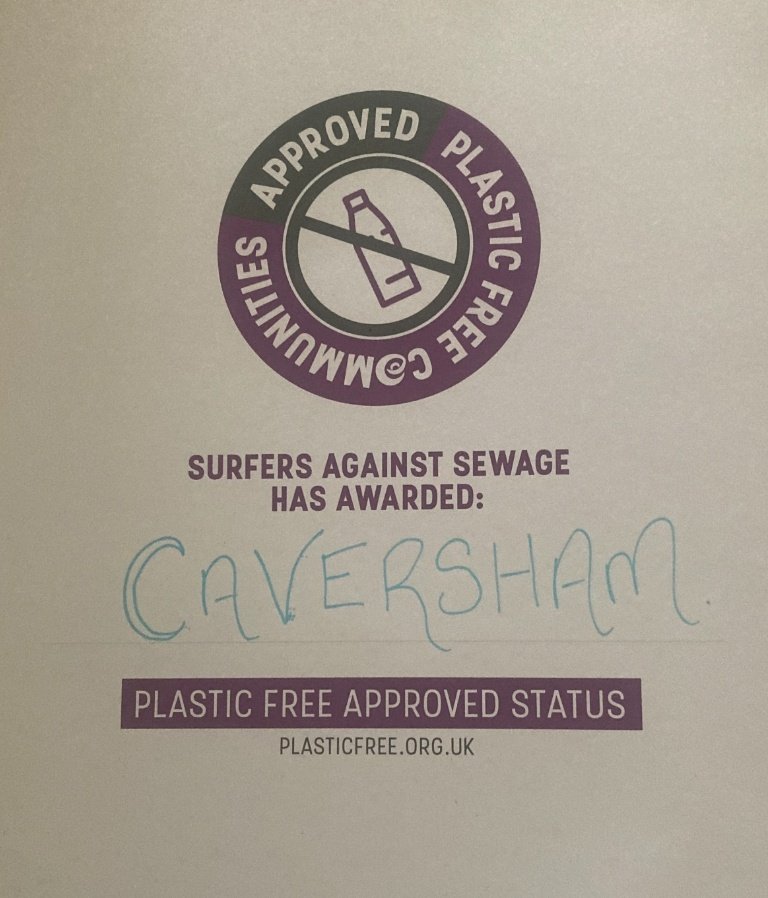 APPROVED PLASTIC FREE COMMUNITIES
SURFERS AGAINST SEWAGE
HAS AWARDED:
CAVERSHAM
PLASTIC FREE APPROVED STATUS
PLASTICFREE.ORG.UK